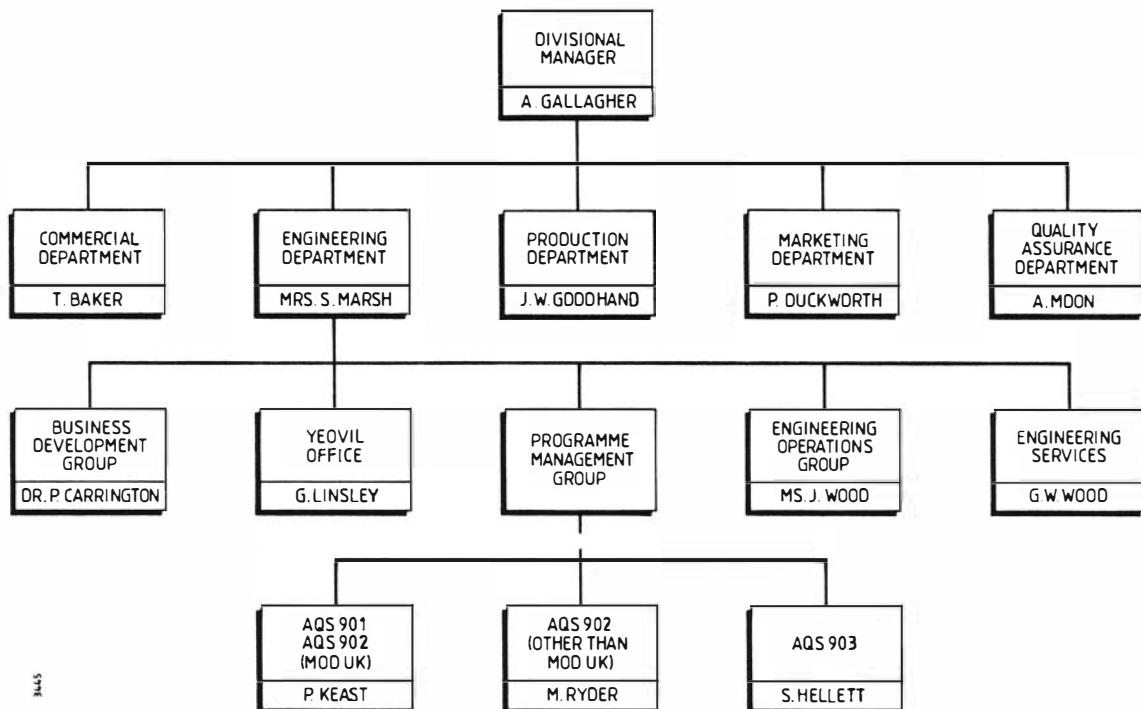 DIVISIONAL
MANAGER
A. GALLAGHER
COMMERCIAL
DEPARTMENT
T. BAKER
ENGINEERING
DEPARTMENT
MRS. S. MARSH
PRODUCTION
DEPARTMENT
J. W. GOODHAND
MARKETING
DEPARTMENT
P. DUCKWORTH
QUALITY
ASSURANCE
DEPARTMENT
A. MOON
BUSINESS
DEVELOPMENT
GROUP
DR. P. CARRINGTON
YEOVIL
OFFICE
G. LINSLEY
PROGRAMME
MANAGEMENT
GROUP
ENGINEERING
OPERATIONS
GROUP
MS. J. WOOD
ENGINEERING
SERVICES
G. W. WOOD
AQS 901
AQS 902
(MOD UK)
P. KEAST
AQS 902
(OTHER THAN
MOD UK)
M. RYDER
AQS 903
S. HELLETT
3445